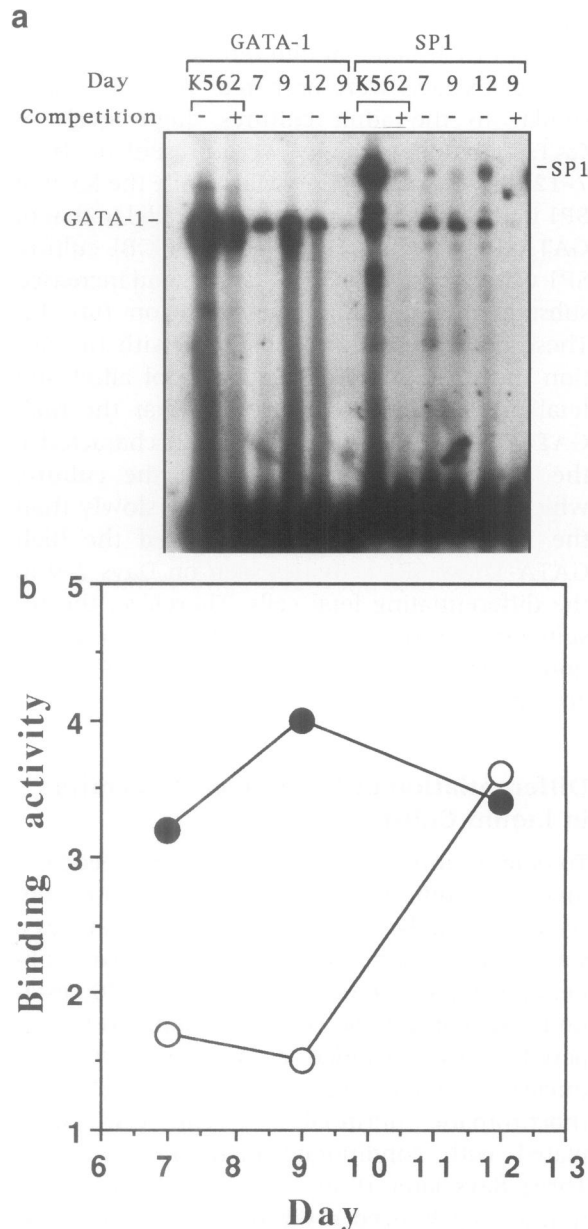 a
GATA-1 SP1
Day K562 7 9 12 9 K562 7 9 12 9
Competition - + + - + +
-SP1
GATA-1-
b
5
4
3
2
1
Binding activity
6 7 8 9 10 11 12 13
Day